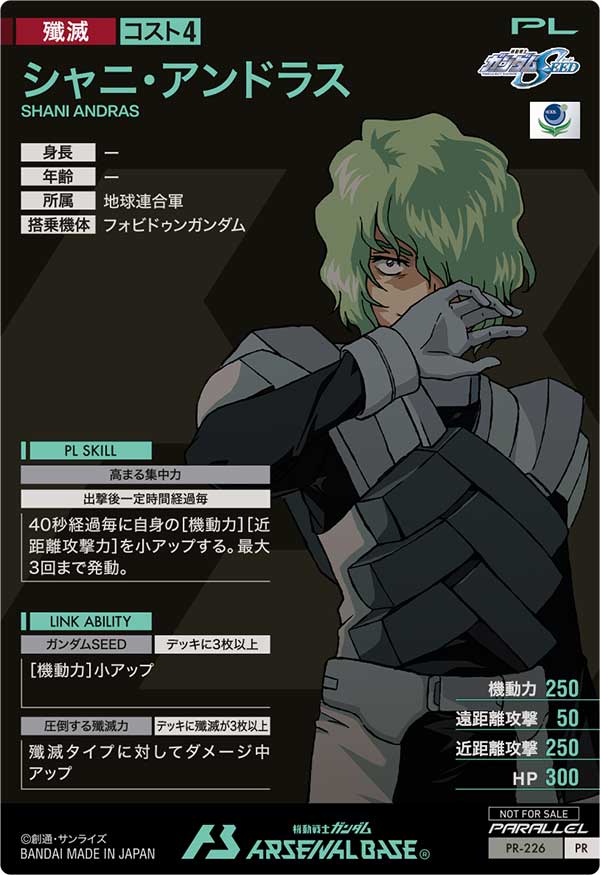 殲滅 コスト4 PL
シャニ・アンドラス
SHANI ANDRAS
機動戦士 ガンダム SEED
身長 ー
年齢 ー
所属 地球連合軍
搭乗機体 フォビドゥンガンダム
PL SKILL
高まる集中力
出撃後一定時間経過毎
40秒経過毎に自身の[機動力][近
距離攻撃力]を小アップする。最大
3回まで発動。
LINK ABILITY
ガンダムSEED デッキに3枚以上
[機動力]小アップ
圧倒する殲滅力 デッキに殲滅が3枚以上
殲滅タイプに対してダメージ中
アップ
機動力 250
遠距離攻撃 50
近距離攻撃 250
HP 300
NOT FOR SALE
PARALLEL
PR-226 PR
©創通・サンライズ
BANDAI MADE IN JAPAN
機動戦士ガンダム
AB ARSENAL BASE®